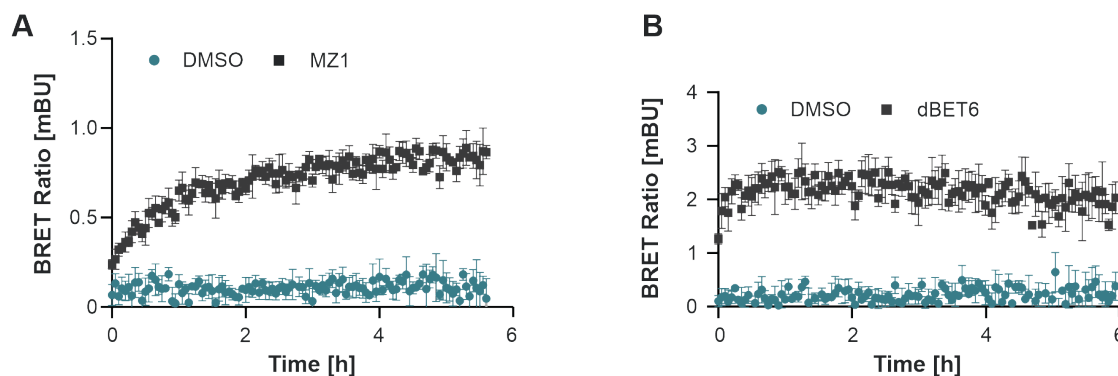 A
BRET Ratio [mBU]
1.5
1.0
0.5
0
DMSO MZ1
0 2 4 6
Time [h]
B
BRET Ratio [mBU]
4
3
2
1
0
DMSO dBET6
0 2 4 6
Time [h]